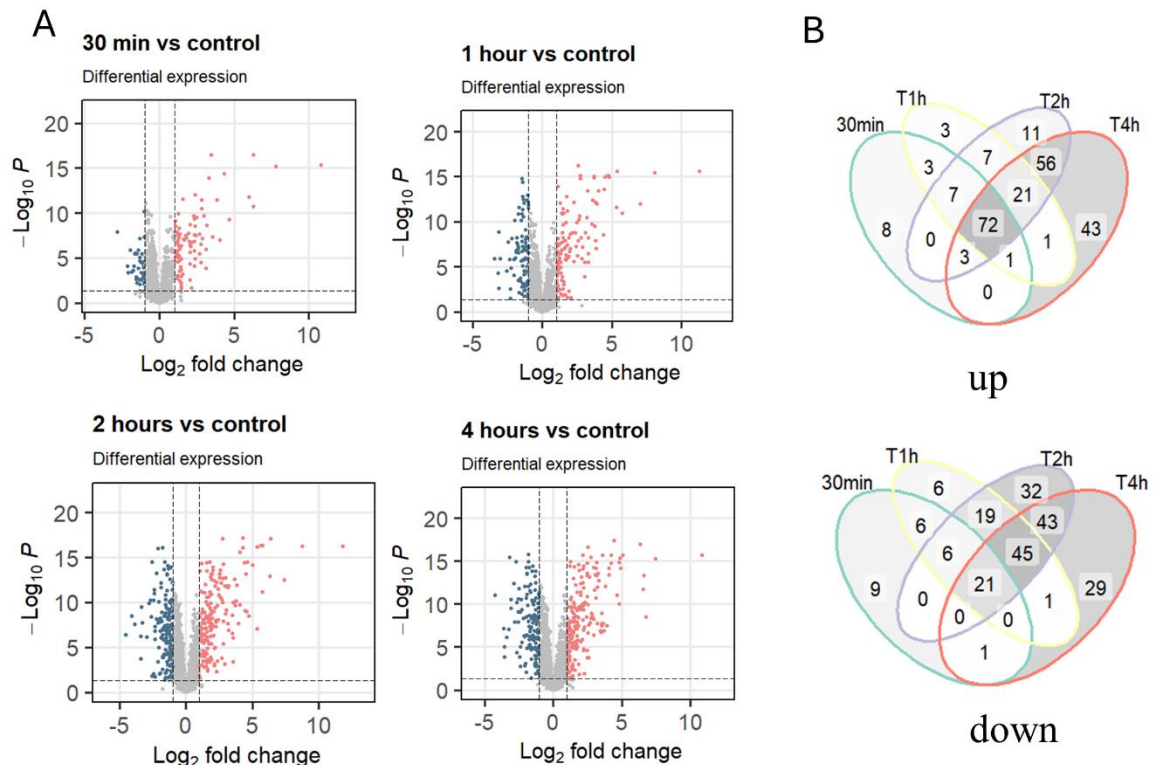 A
30 min vs control
Differential expression
20
15
10
5
0
−Log10 P
-5
0
5
10
Log2 fold change
1 hour vs control
Differential expression
20
15
10
5
0
−Log10 P
-5
0
5
10
Log2 fold change
2 hours vs control
Differential expression
20
15
10
5
0
−Log10 P
-5
0
5
10
Log2 fold change
4 hours vs control
Differential expression
20
15
10
5
0
−Log10 P
-5
0
5
10
Log2 fold change
B
30min
T1h
T2h
T4h
3
11
3
7
56
7
21
8
72
43
0
1
3
1
0
up
30min
T1h
T2h
T4h
6
32
6
19
43
6
45
9
21
29
0
1
0
0
1
down